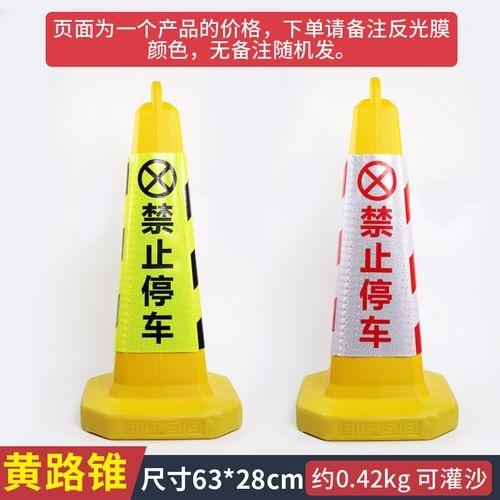 页面为一个产品的价格，下单请备注反光膜
颜色，无备注随机发。
禁止停车
禁止停车
黄路锥
尺寸63*28cm
约0.42kg 可灌沙